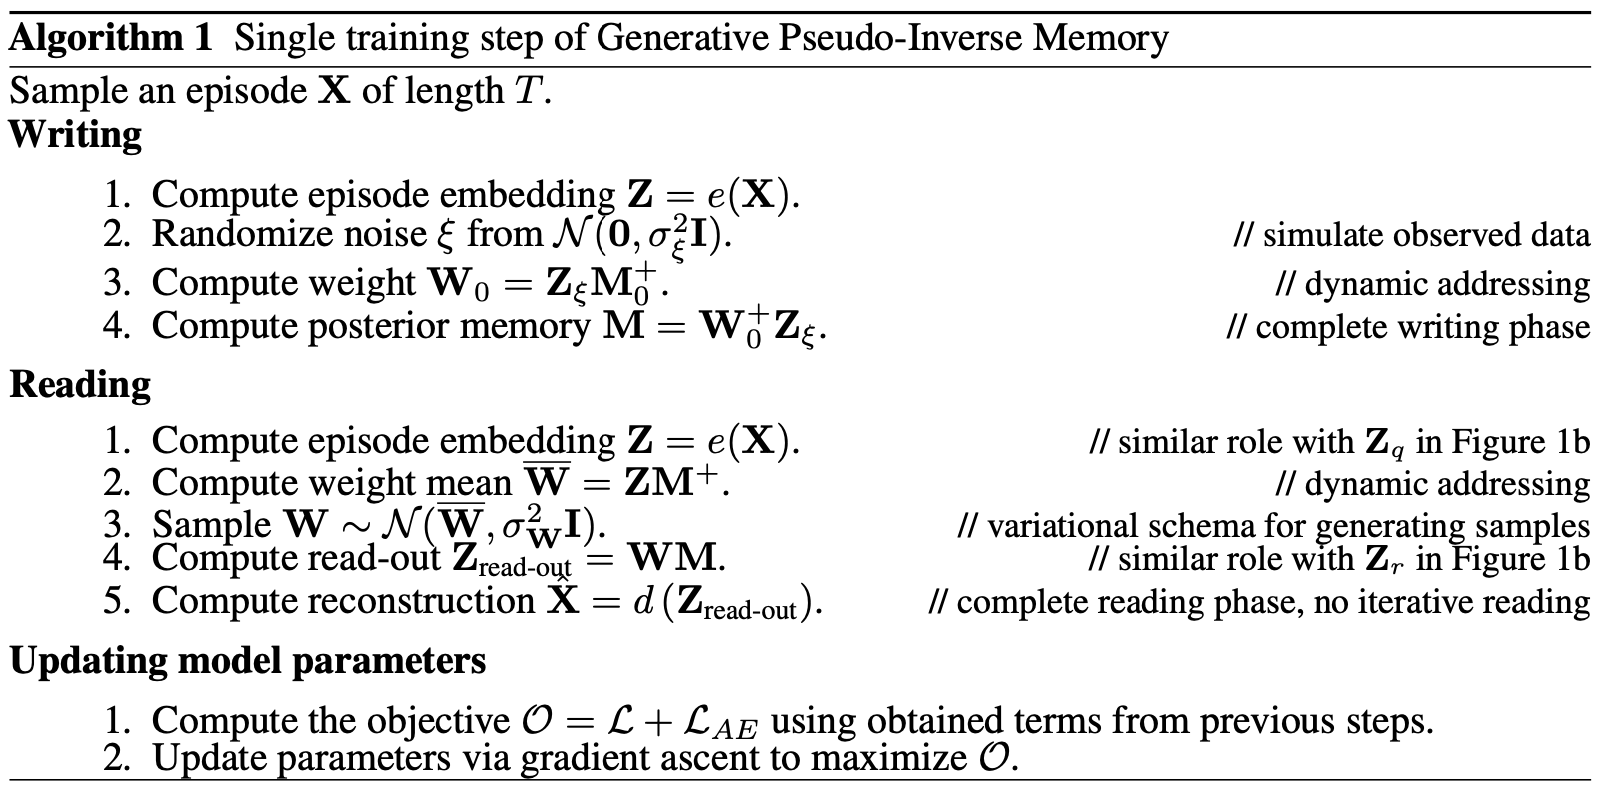 Algorithm 1 Single training step of Generative Pseudo-Inverse Memory
Sample an episode $\mathbf{X}$ of length $T$.
Writing
1. Compute episode embedding $\mathbf{Z} = e(\mathbf{X})$.
2. Randomize noise $\xi$ from $\mathcal{N}(\mathbf{0}, \sigma_{\xi}^{2}\mathbf{I})$. // simulate observed data
3. Compute weight $\mathbf{W}_0 = \mathbf{Z}_{\xi}\mathbf{M}_0^{+}$. // dynamic addressing
4. Compute posterior memory $\mathbf{M} = \mathbf{W}_0^{+}\mathbf{Z}_{\xi}$. // complete writing phase
Reading
1. Compute episode embedding $\mathbf{Z} = e(\mathbf{X})$. // similar role with $\mathbf{Z}_q$ in Figure 1b
2. Compute weight mean $\overline{\mathbf{W}} = \mathbf{Z}\mathbf{M}^{+}$. // dynamic addressing
3. Sample $\mathbf{W} \sim \mathcal{N}(\overline{\mathbf{W}}, \sigma_{\mathbf{W}}^{2}\mathbf{I})$. // variational schema for generating samples
4. Compute read-out $\mathbf{Z}_{\text{read-out}} = \mathbf{W}\mathbf{M}$. // similar role with $\mathbf{Z}_r$ in Figure 1b
5. Compute reconstruction $\hat{\mathbf{X}} = d(\mathbf{Z}_{\text{read-out}})$. // complete reading phase, no iterative reading
Updating model parameters
1. Compute the objective $\mathcal{O} = \mathcal{L} + \mathcal{L}_{AE}$ using obtained terms from previous steps.
2. Update parameters via gradient ascent to maximize $\mathcal{O}$.